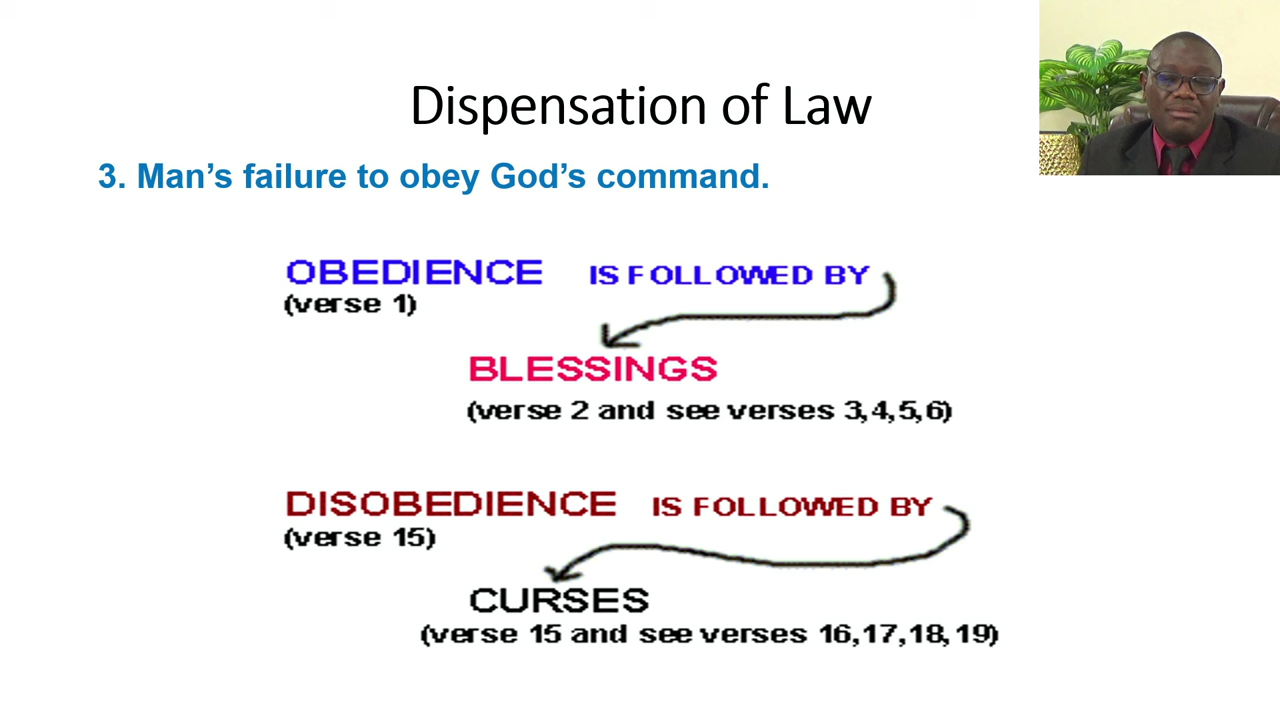 Dispensation of Law
3. Man’s failure to obey God’s command.
OBEDIENCE IS FOLLOWED BY
(verse 1)
BLESSINGS
(verse 2 and see verses 3,4,5,6)
DISOBEDIENCE IS FOLLOWED BY
(verse 15)
CURSES
(verse 15 and see verses 16,17,18,19)